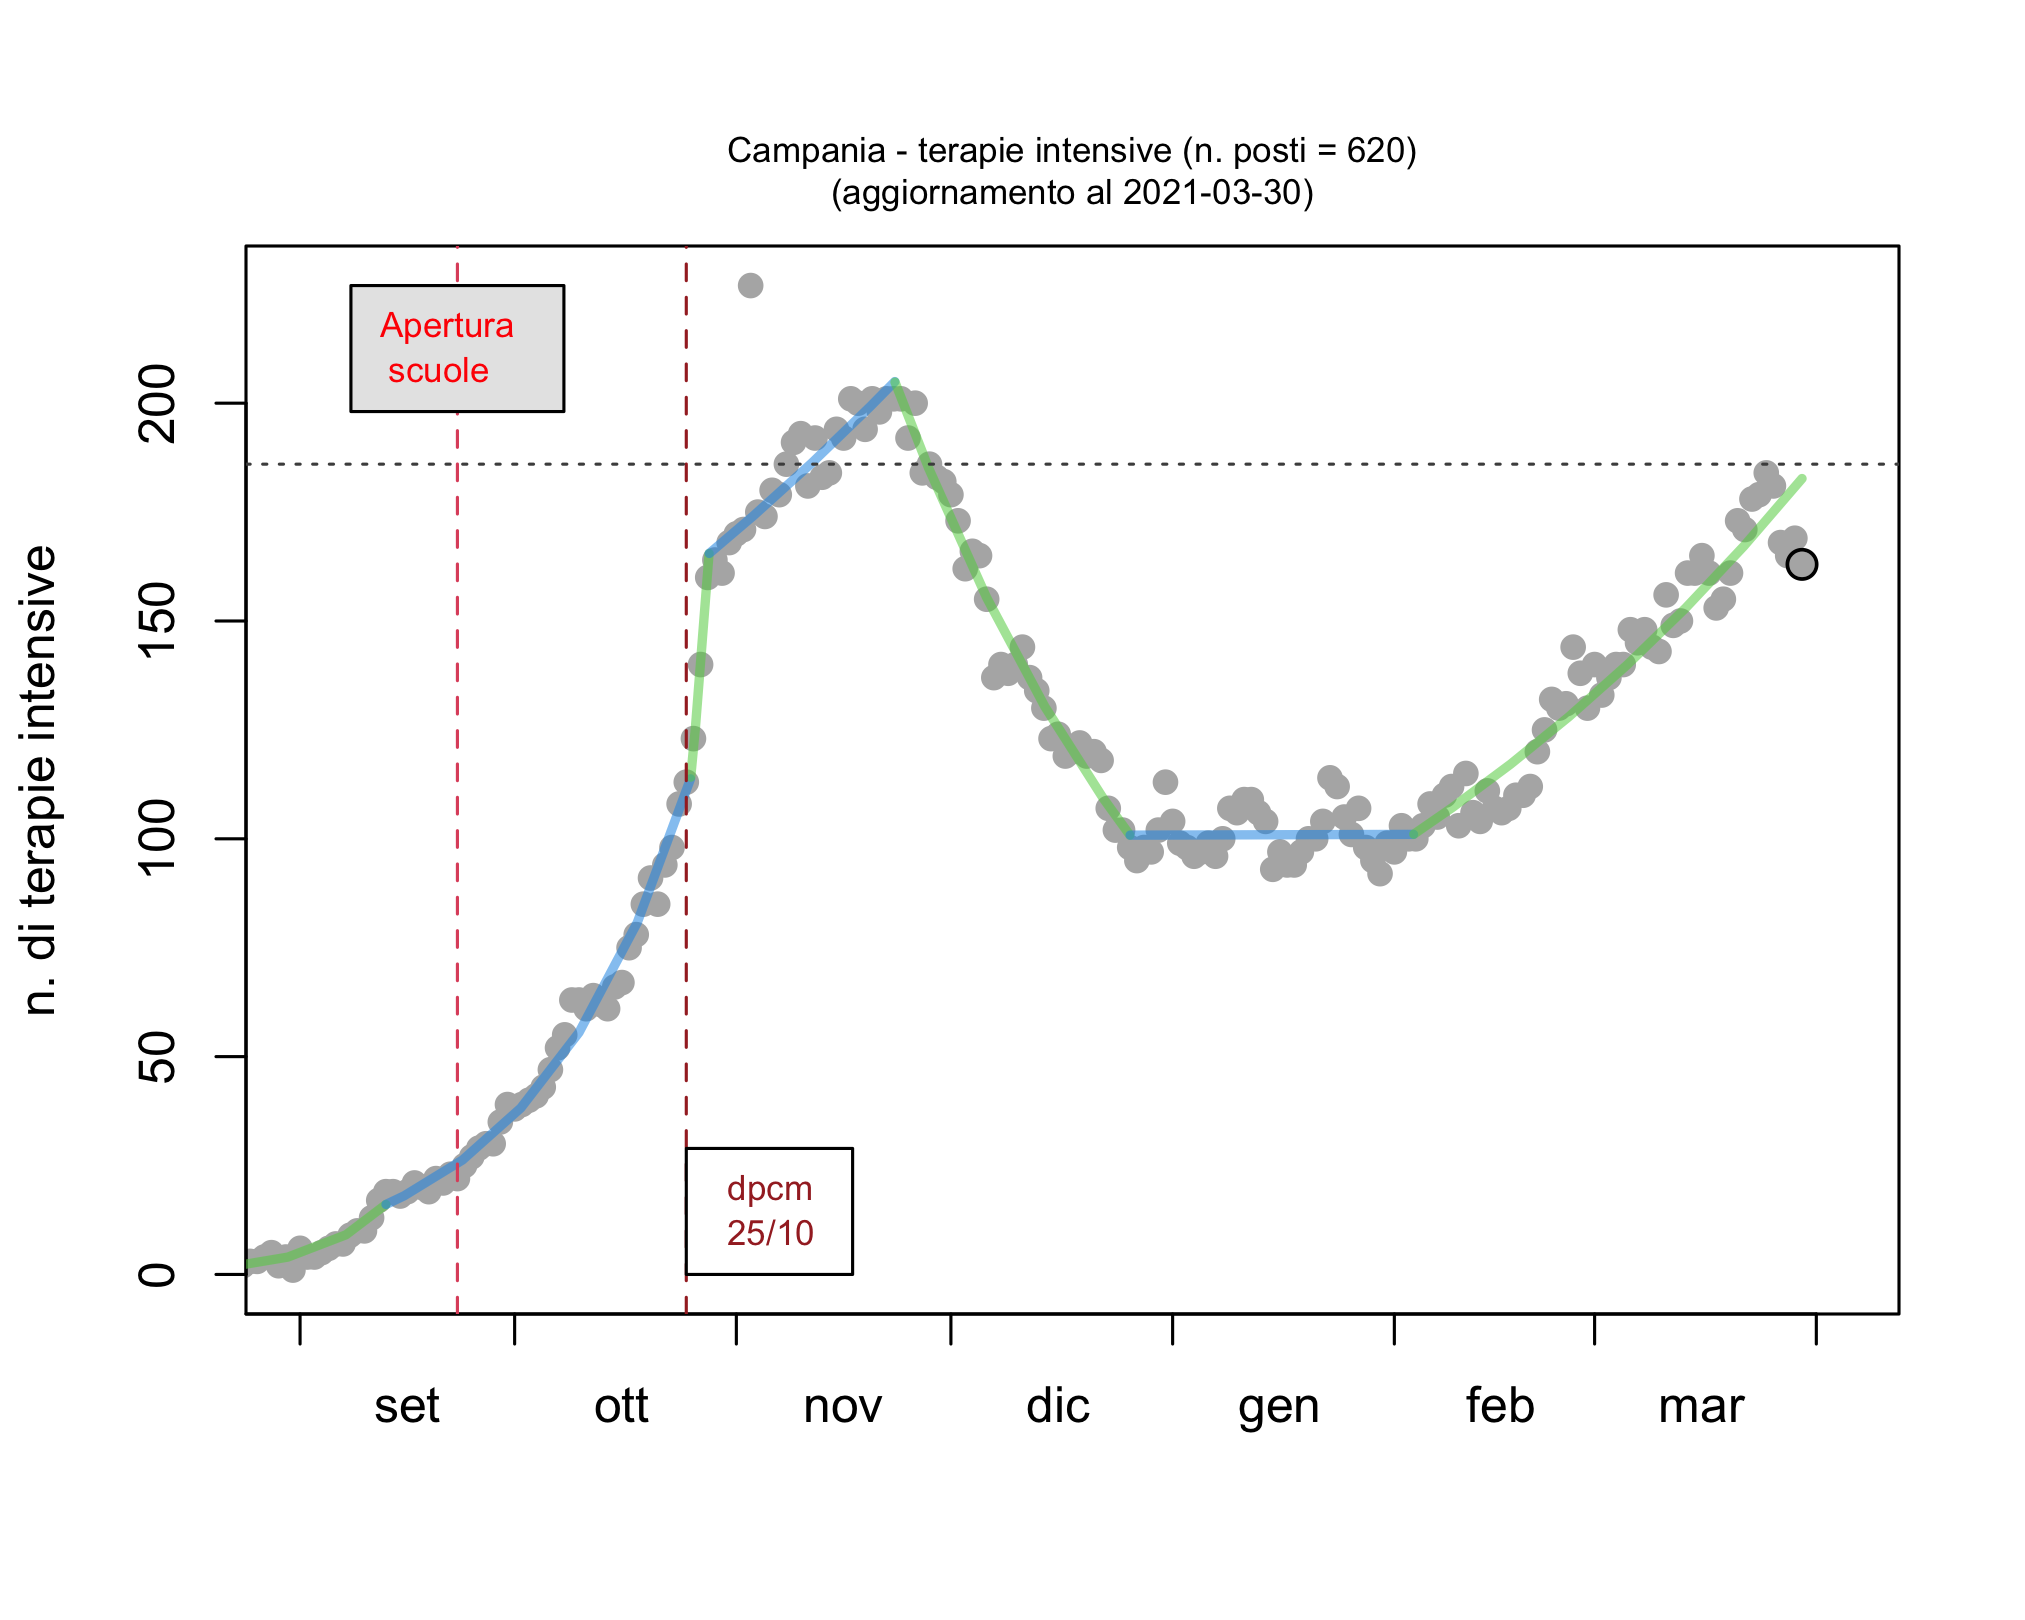 Campania - terapie intensive (n. posti = 620)
(aggiornamento al 2021-03-30)
Apertura
scuole
n. di terapie intensive
200
150
100
50
0
dpcm
25/10
set ott nov dic gen feb mar